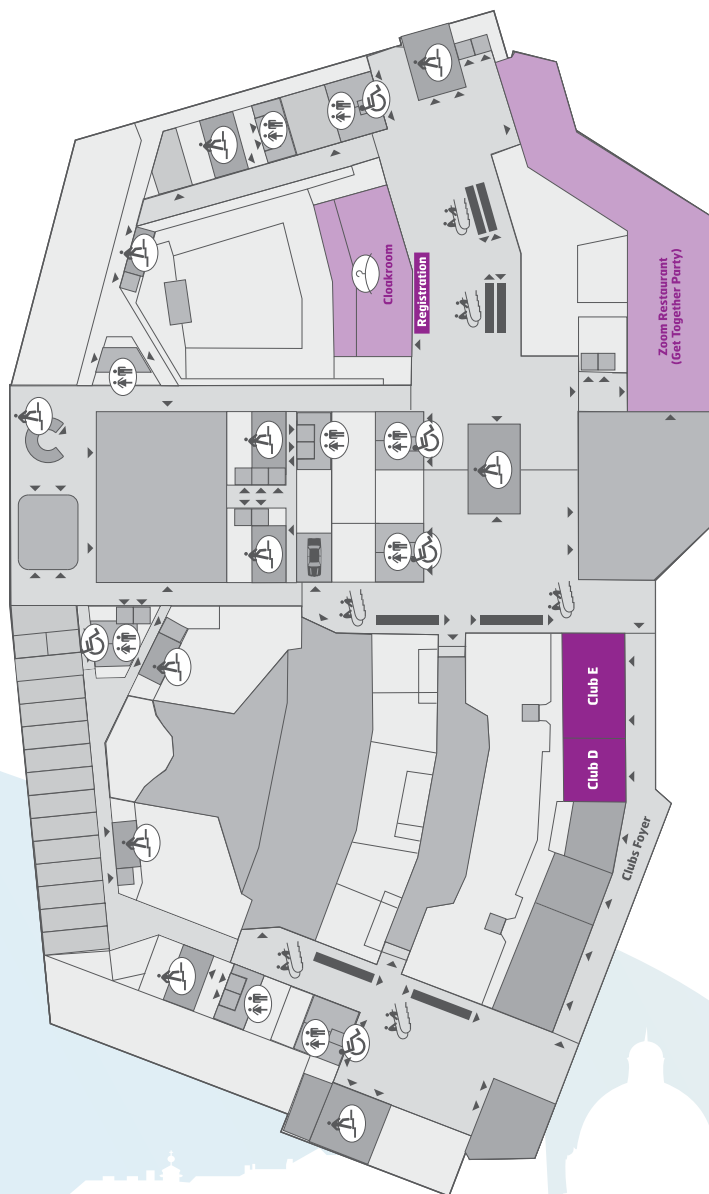 Cloakroom
Registration
Zoom Restaurant
(Get Together Party)
Club E
Club D
Clubs Foyer